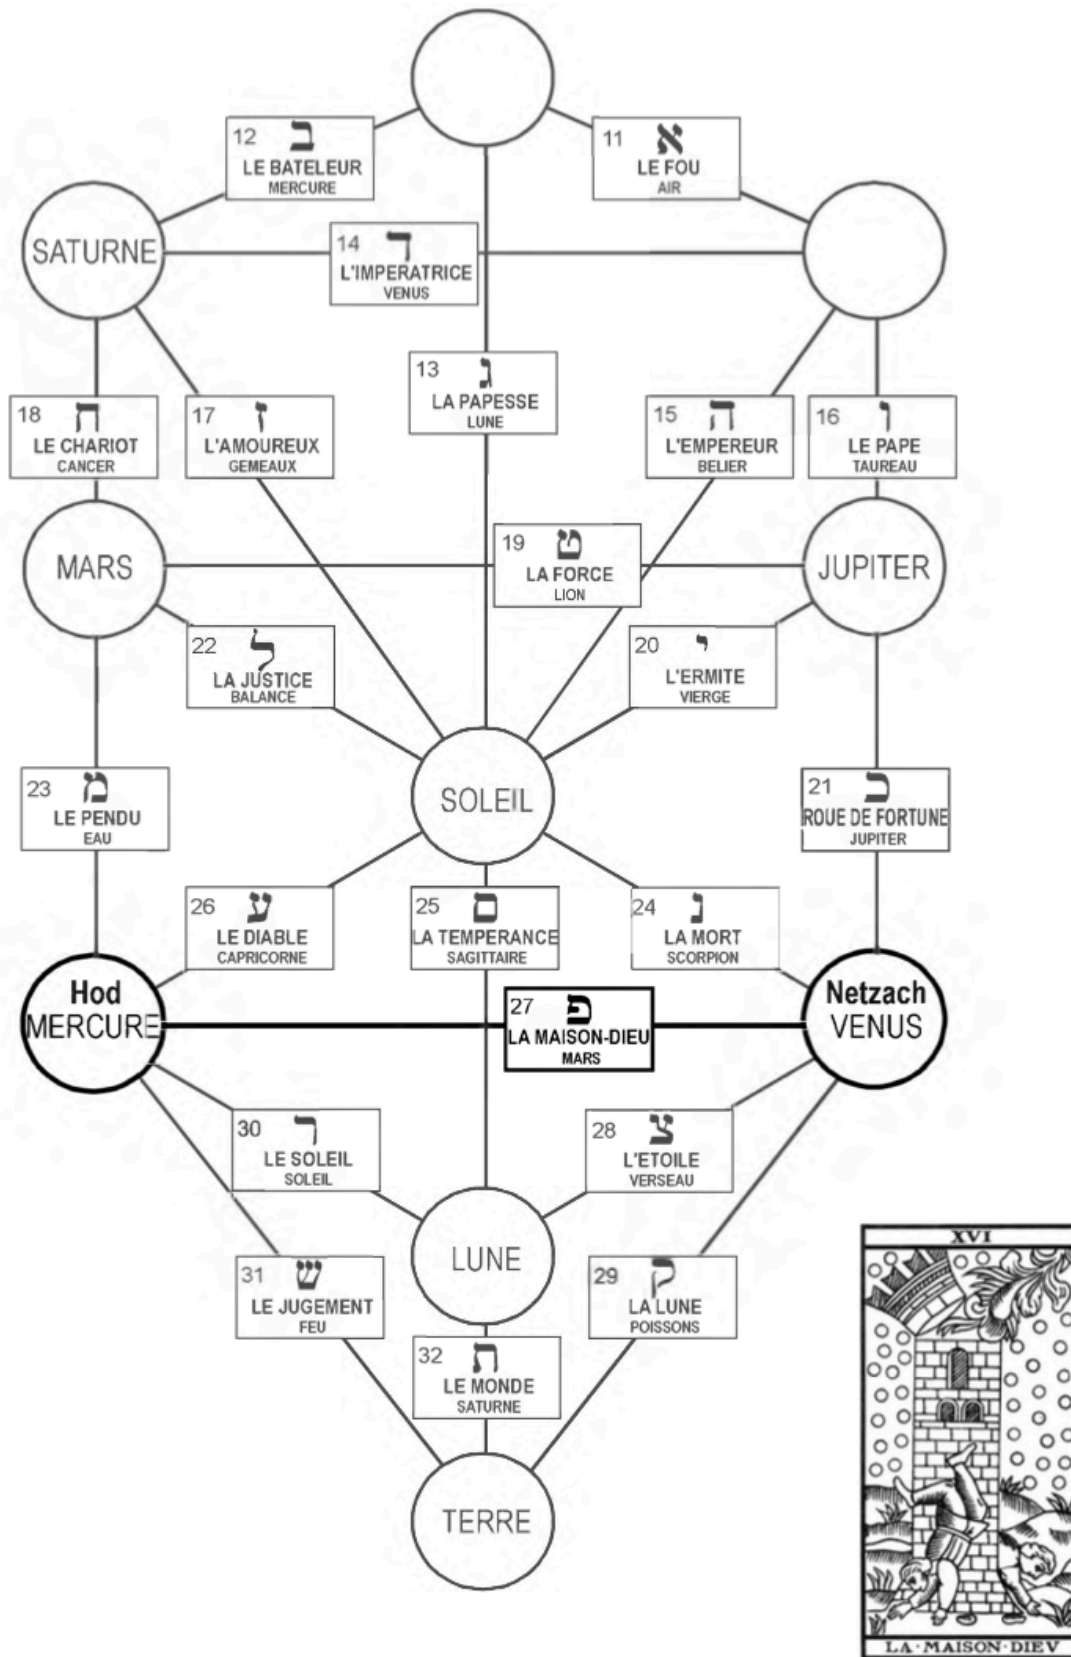 12 ב
LE BATELEUR
MERCURE
11 א
LE FOU
AIR
SATURNE
14 ד
L'IMPERATRICE
VENUS
13 ג
LA PAPESSE
LUNE
18 ח
LE CHARIOT
CANCER
17 ז
L'AMOUREUX
GEMEAUX
15 ה
L'EMPEREUR
BELIER
16 ו
LE PAPE
TAUREAU
MARS
19 ט
LA FORCE
LION
JUPITER
22 ל
LA JUSTICE
BALANCE
20 י
L'ERMITE
VIERGE
SOLEIL
23 מ
LE PENDU
EAU
21 כ
ROUE DE FORTUNE
JUPITER
26 ע
LE DIABLE
CAPRICORNE
25 ם
LA TEMPERANCE
SAGITTAIRE
24 נ
LA MORT
SCORPION
Hod
MERCURE
27 פ
LA MAISON-DIEU
MARS
Netzach
VENUS
30 ר
LE SOLEIL
SOLEIL
28 צ
L'ETOILE
VERSEAU
LUNE
31 ש
LE JUGEMENT
FEU
29 ק
LA LUNE
POISSONS
32 ת
LE MONDE
SATURNE
TERRE
XVI
LA·MAISON·DIEV